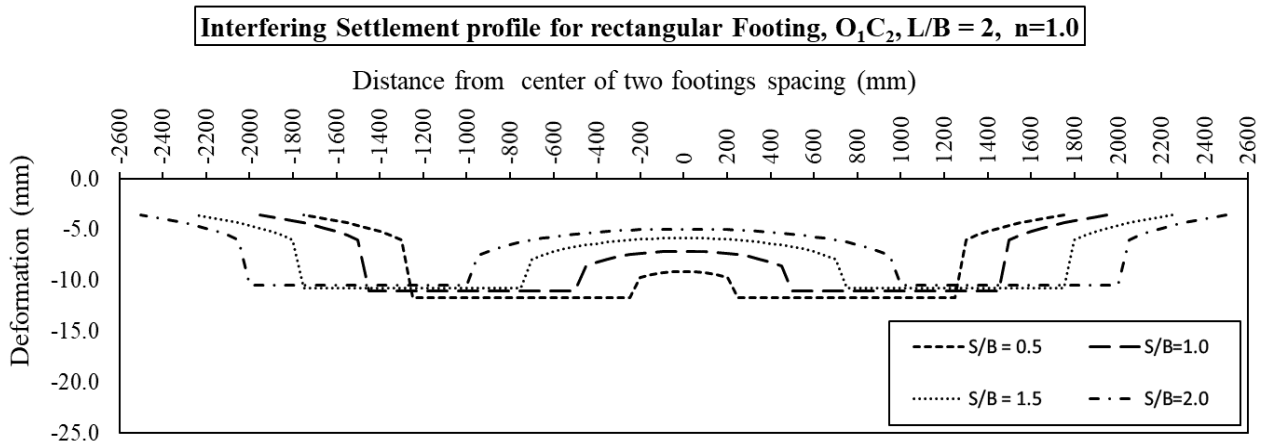 Interfering Settlement profile for rectangular Footing, O₁C₂, L/B = 2, n=1.0
Distance from center of two footings spacing (mm)
-2600 -2400 -2200 -2000 -1800 -1600 -1400 -1200 -1000 -800 -600 -400 -200 0 200 400 600 800 1000 1200 1400 1600 1800 2000 2200 2400 2600
Deformation (mm)
0.0
-5.0
-10.0
-15.0
-20.0
-25.0
S/B = 0.5 S/B=1.0
S/B = 1.5 S/B=2.0